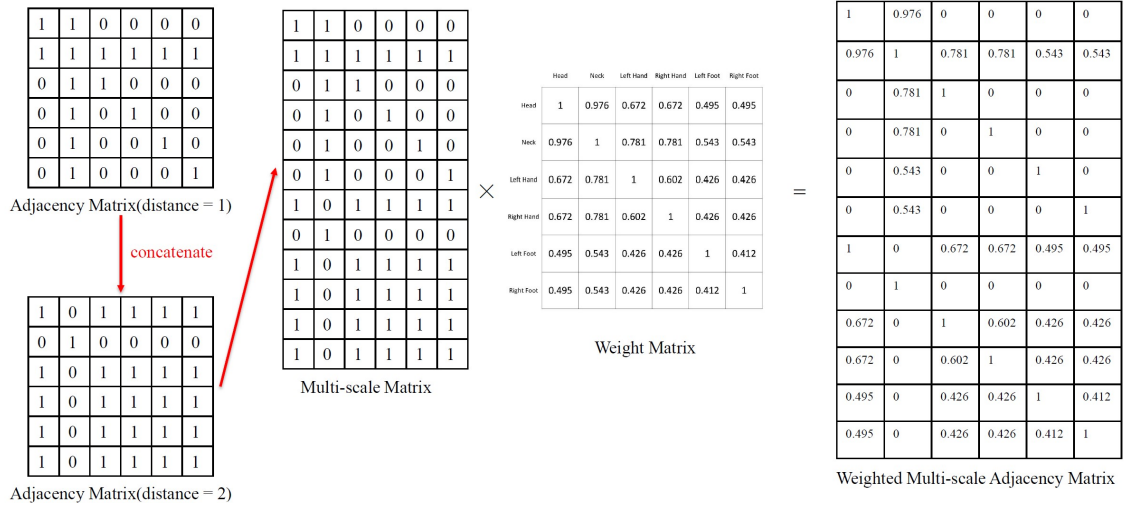 1 1 0 0 0 0
1 1 1 1 1 1
0 1 1 0 0 0
0 1 0 1 0 0
0 1 0 0 1 0
0 1 0 0 0 1
Adjacency Matrix(distance = 1)
concatenate
1 0 1 1 1 1
0 1 0 0 0 0
1 0 1 1 1 1
1 0 1 1 1 1
1 0 1 1 1 1
1 0 1 1 1 1
Adjacency Matrix(distance = 2)
1 1 0 0 0 0
1 1 1 1 1 1
0 1 1 0 0 0
0 1 0 1 0 0
0 1 0 0 1 0
0 1 0 0 0 1
1 0 1 1 1 1
0 1 0 0 0 0
1 0 1 1 1 1
1 0 1 1 1 1
1 0 1 1 1 1
1 0 1 1 1 1
Multi-scale Matrix
×
Head Neck Left Hand Right Hand Left Foot Right Foot
Head 1 0.976 0.672 0.672 0.495 0.495
Neck 0.976 1 0.781 0.781 0.543 0.543
Left Hand 0.672 0.781 1 0.602 0.426 0.426
Right Hand 0.672 0.781 0.602 1 0.426 0.426
Left Foot 0.495 0.543 0.426 0.426 1 0.412
Right Foot 0.495 0.543 0.426 0.426 0.412 1
Weight Matrix
=
1 0.976 0 0 0 0
0.976 1 0.781 0.781 0.543 0.543
0 0.781 1 0 0 0
0 0.781 0 1 0 0
0 0.543 0 0 1 0
0 0.543 0 0 0 1
1 0 0.672 0.672 0.495 0.495
0 1 0 0 0 0
0.672 0 1 0.602 0.426 0.426
0.672 0 0.602 1 0.426 0.426
0.495 0 0.426 0.426 1 0.412
0.495 0 0.426 0.426 0.412 1
Weighted Multi-scale Adjacency Matrix